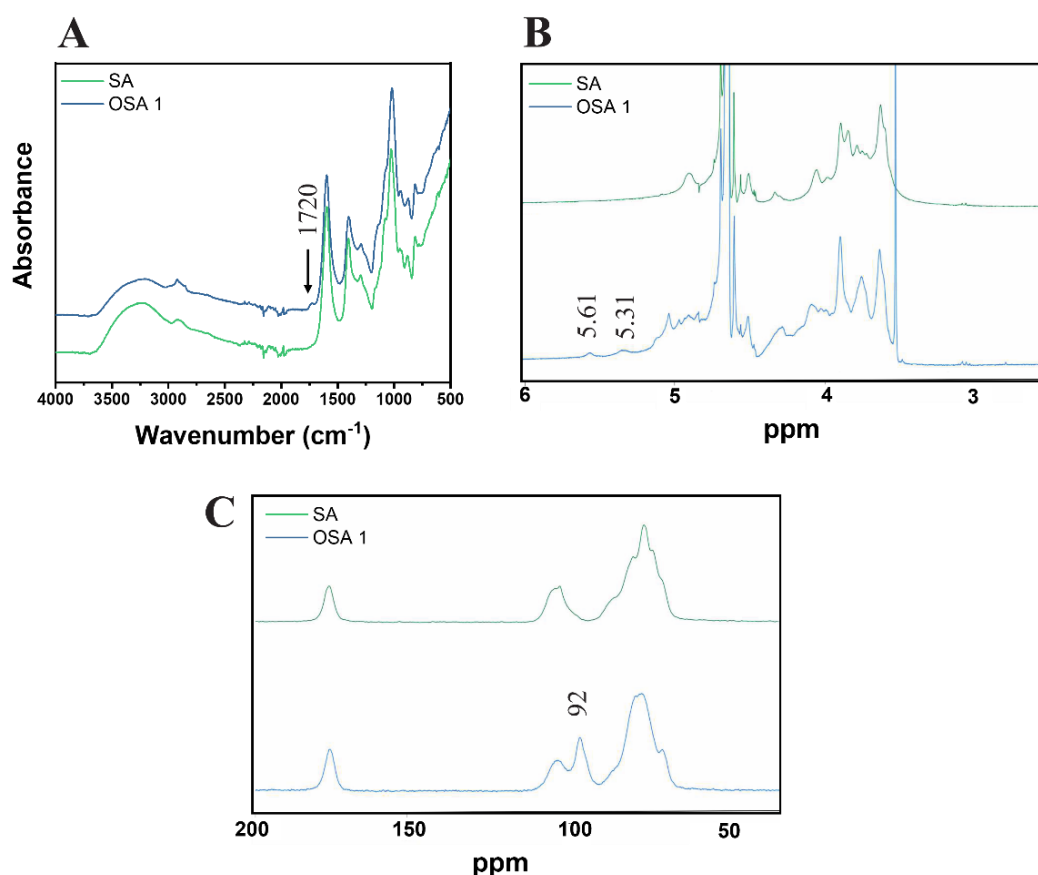 A
SA
OSA 1
1720
Absorbance
4000 3500 3000 2500 2000 1500 1000 500
Wavenumber (cm⁻¹)
B
SA
OSA 1
5.61
5.31
6 5 4 3
ppm
C
SA
OSA 1
92
200 150 100 50
ppm